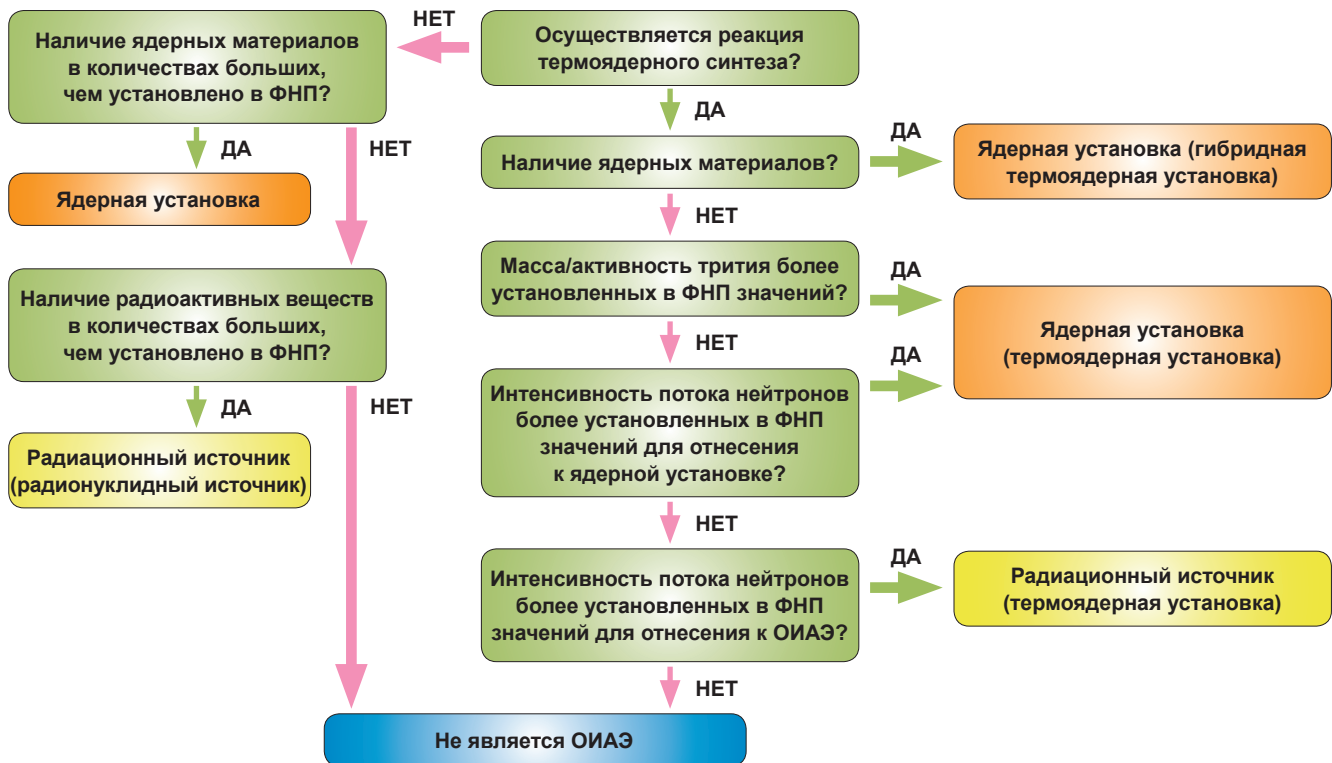 Осуществляется реакция
термоядерного синтеза?
НЕТ
Наличие ядерных материалов
в количествах больших,
чем установлено в ФНП?
ДА
НЕТ
Ядерная установка
Наличие радиоактивных веществ
в количествах больших,
чем установлено в ФНП?
ДА
НЕТ
Радиационный источник
(радионуклидный источник)
ДА
Наличие ядерных материалов?
ДА
Ядерная установка (гибридная
термоядерная установка)
НЕТ
Масса/активность трития более
установленных в ФНП значений?
ДА
Ядерная установка
(термоядерная установка)
НЕТ
ДА
Интенсивность потока нейтронов
более установленных в ФНП
значений для отнесения
к ядерной установке?
НЕТ
Интенсивность потока нейтронов
более установленных в ФНП
значений для отнесения к ОИАЭ?
ДА
Радиационный источник
(термоядерная установка)
НЕТ
Не является ОИАЭ